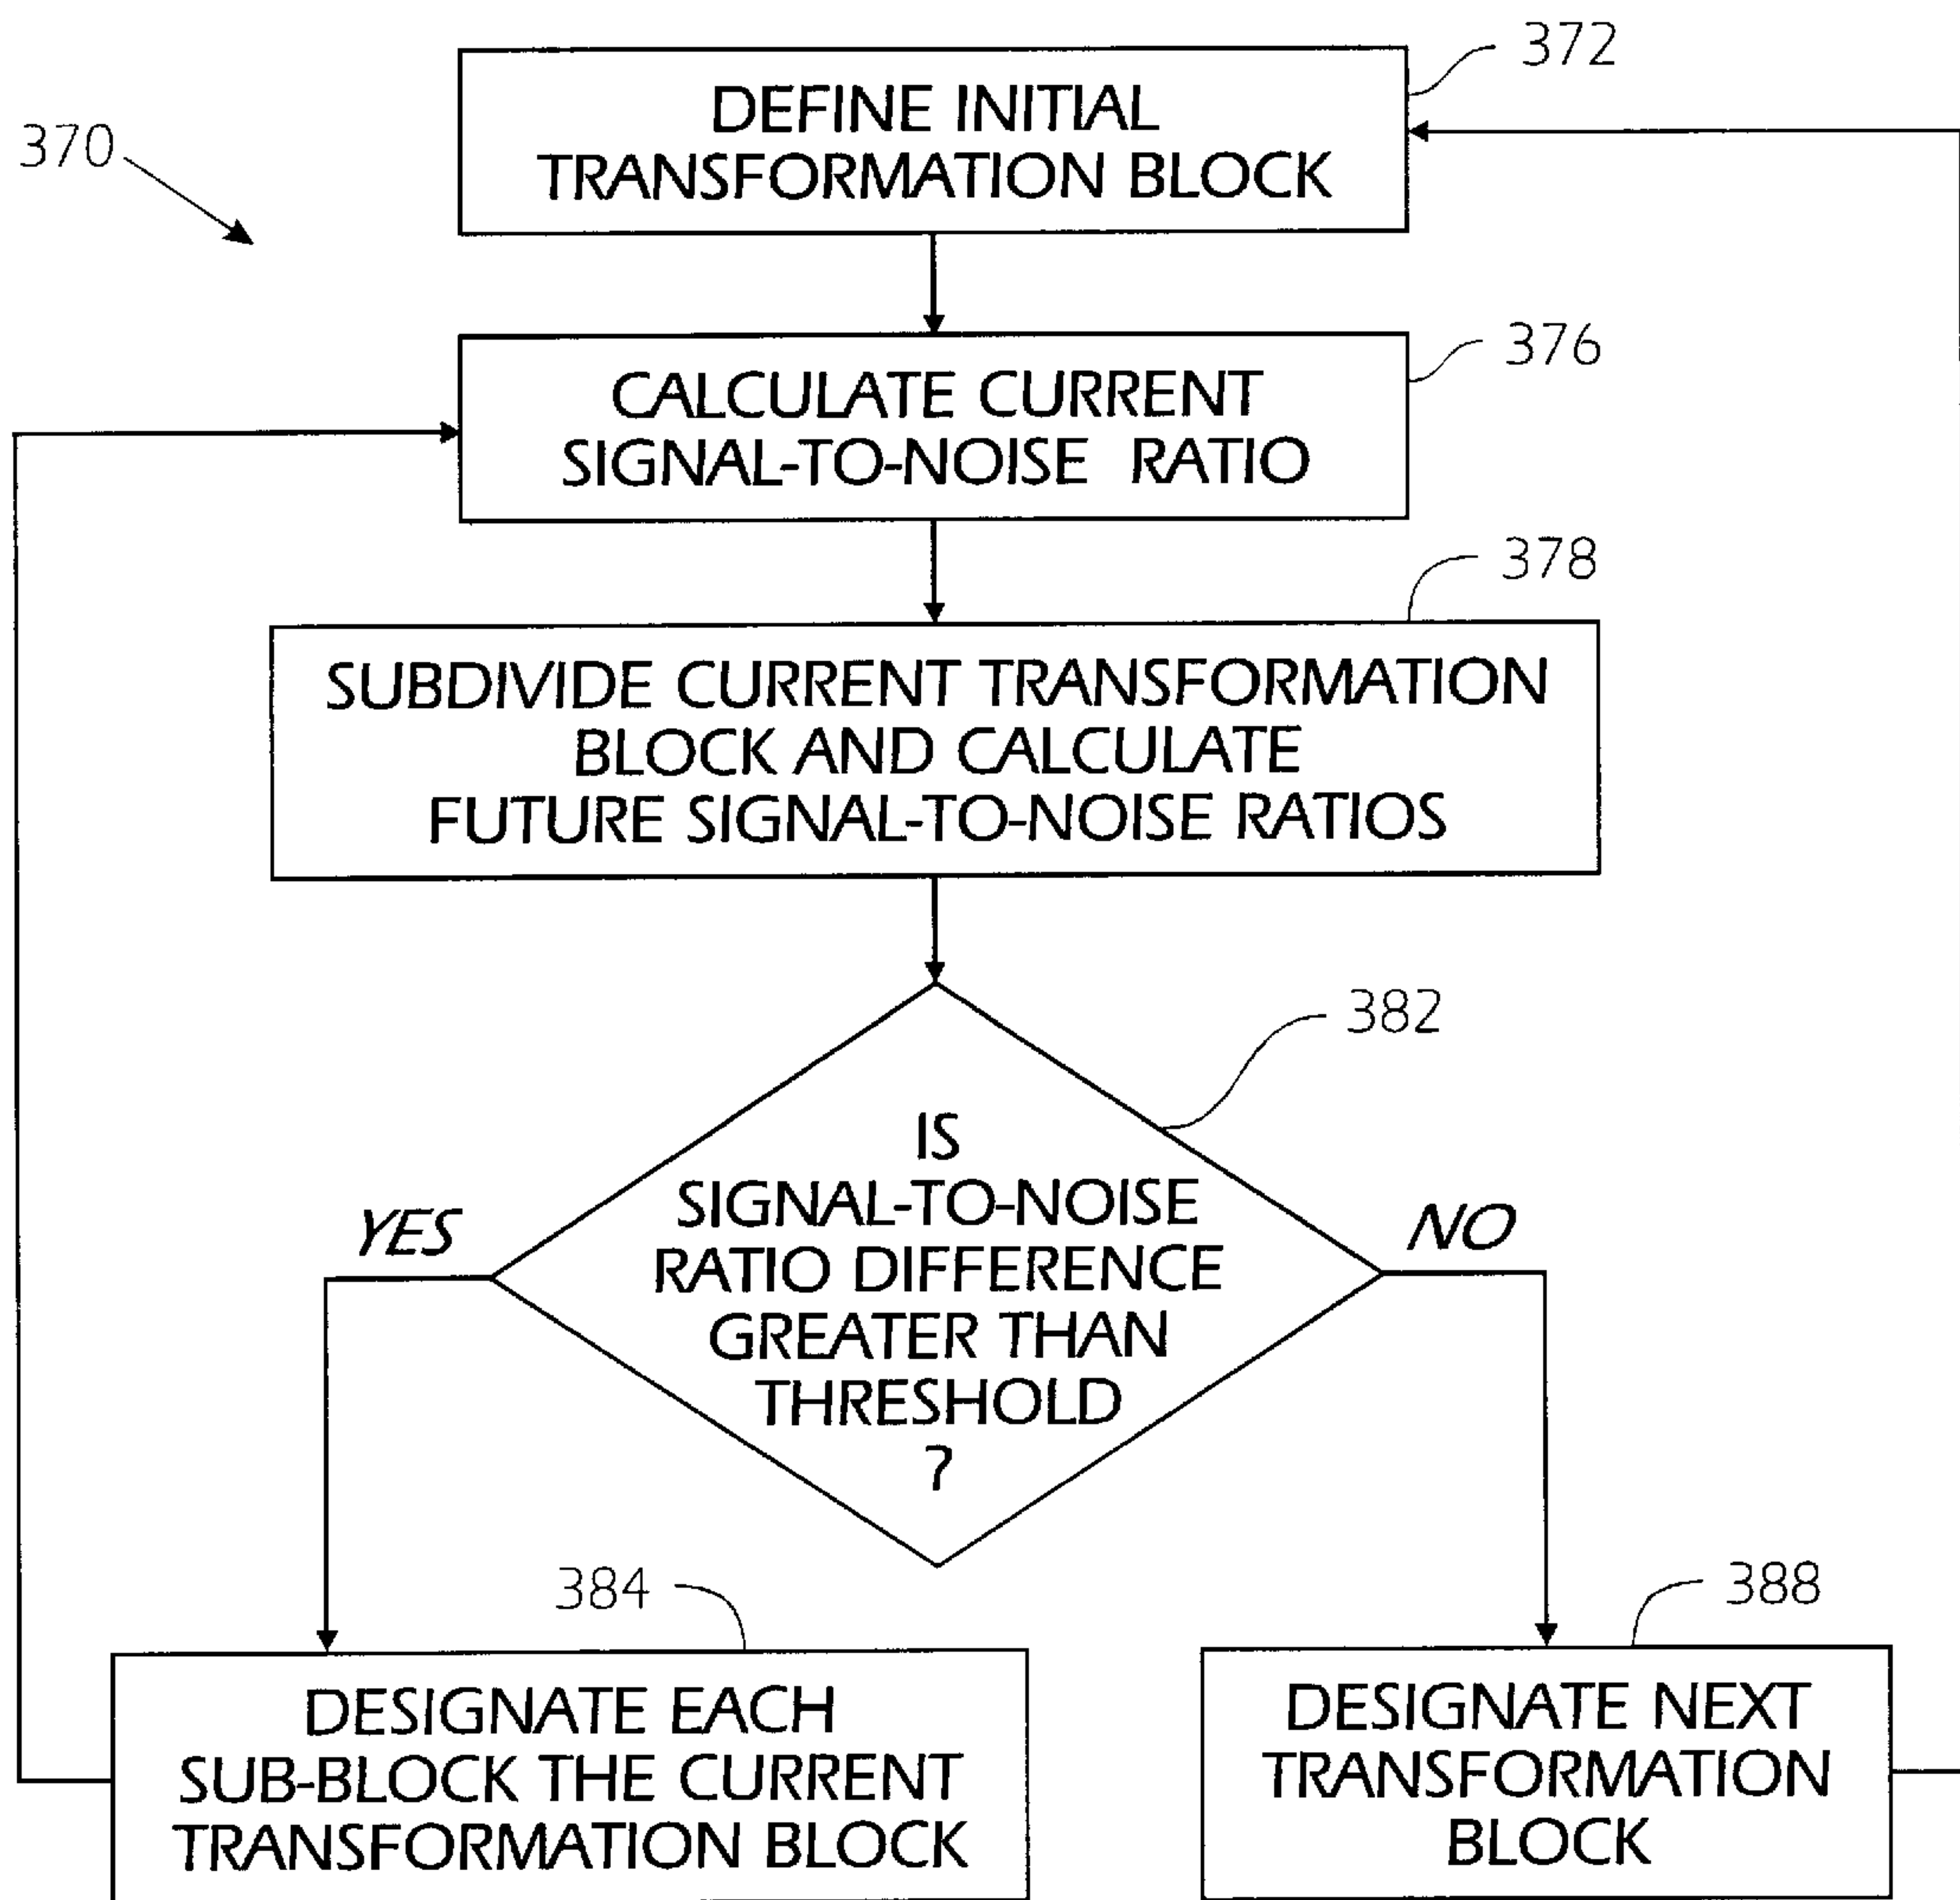 372
DEFINE INITIAL
TRANSFORMATION BLOCK
370
376
CALCULATE CURRENT
SIGNAL-TO-NOISE RATIO
378
SUBDIVIDE CURRENT TRANSFORMATION
BLOCK AND CALCULATE
FUTURE SIGNAL-TO-NOISE RATIOS
382
IS
SIGNAL-TO-NOISE
RATIO DIFFERENCE
GREATER THAN
THRESHOLD
?
YES
NO
384
DESIGNATE EACH
SUB-BLOCK THE CURRENT
TRANSFORMATION BLOCK
388
DESIGNATE NEXT
TRANSFORMATION
BLOCK